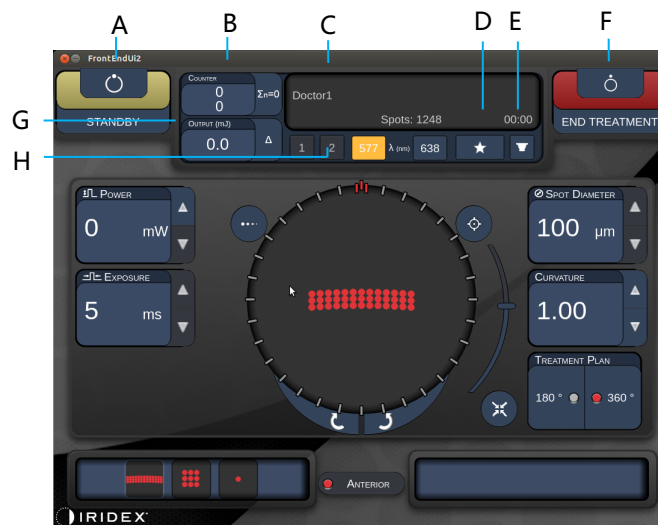 A
B
C
D
E
F
G
H
FrontEndUi2
STANDBY
COUNTER
0
0
Σn=0
OUTPUT (mJ)
0.0
Δ
Doctor1
Spots: 1248
00:00
1
2
577
λ (nm)
638
END TREATMENT
POWER
0
mW
EXPOSURE
5
ms
SPOT DIAMETER
100
μm
CURVATURE
1.00
TREATMENT PLAN
180 °
360 °
ANTERIOR
IRIDEX